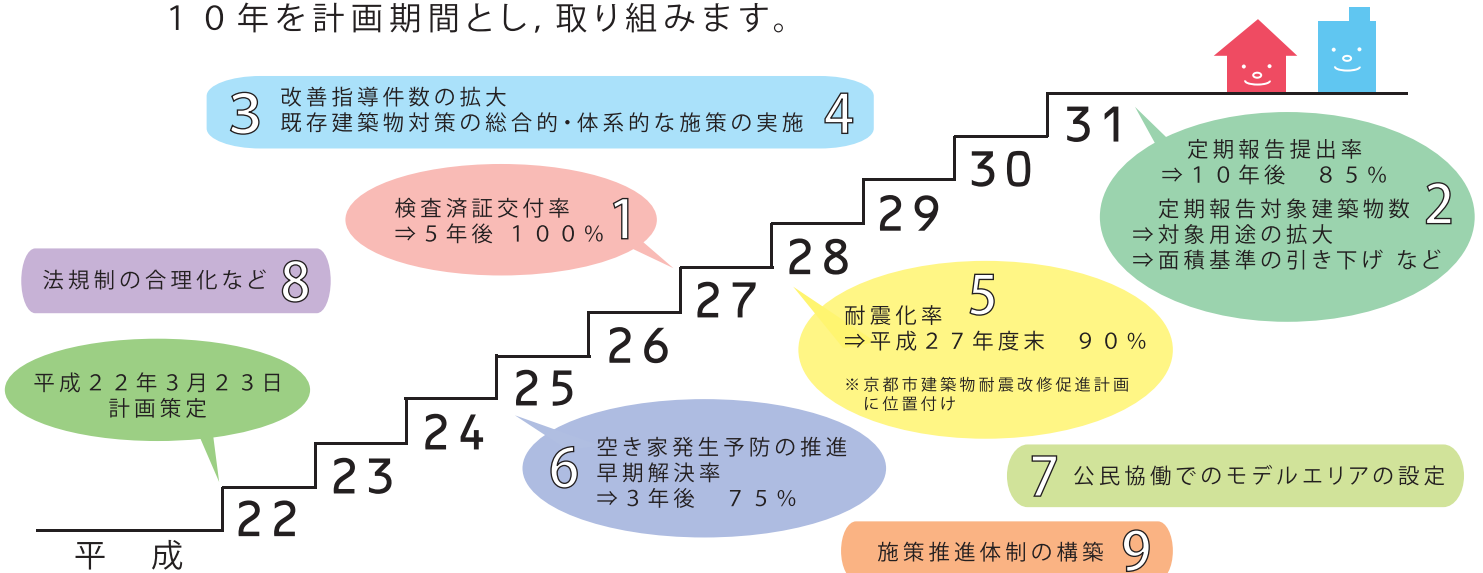 １０年を計画期間とし，取り組みます。
3 改善指導件数の拡大
既存建築物対策の総合的・体系的な施策の実施 4
検査済証交付率
⇒５年後 １００% 1
法規制の合理化など 8
平成２２年３月２３日
計画策定
定期報告提出率
⇒１０年後　８５%
定期報告対象建築物数 2
⇒対象用途の拡大
⇒面積基準の引き下げ など
5
耐震化率
⇒平成２７年度末　９０%
※京都市建築物耐震改修促進計画
に位置付け
6 空き家発生予防の推進
早期解決率
⇒３年後　７５%
7 公民協働でのモデルエリアの設定
施策推進体制の構築 9
平　成
22
23
24
25
26
27
28
29
30
31